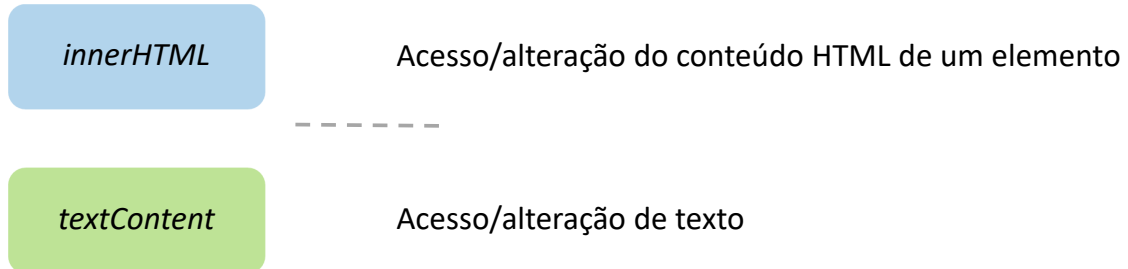 innerHTML Acesso/alteração do conteúdo HTML de um elemento
textContent Acesso/alteração de texto